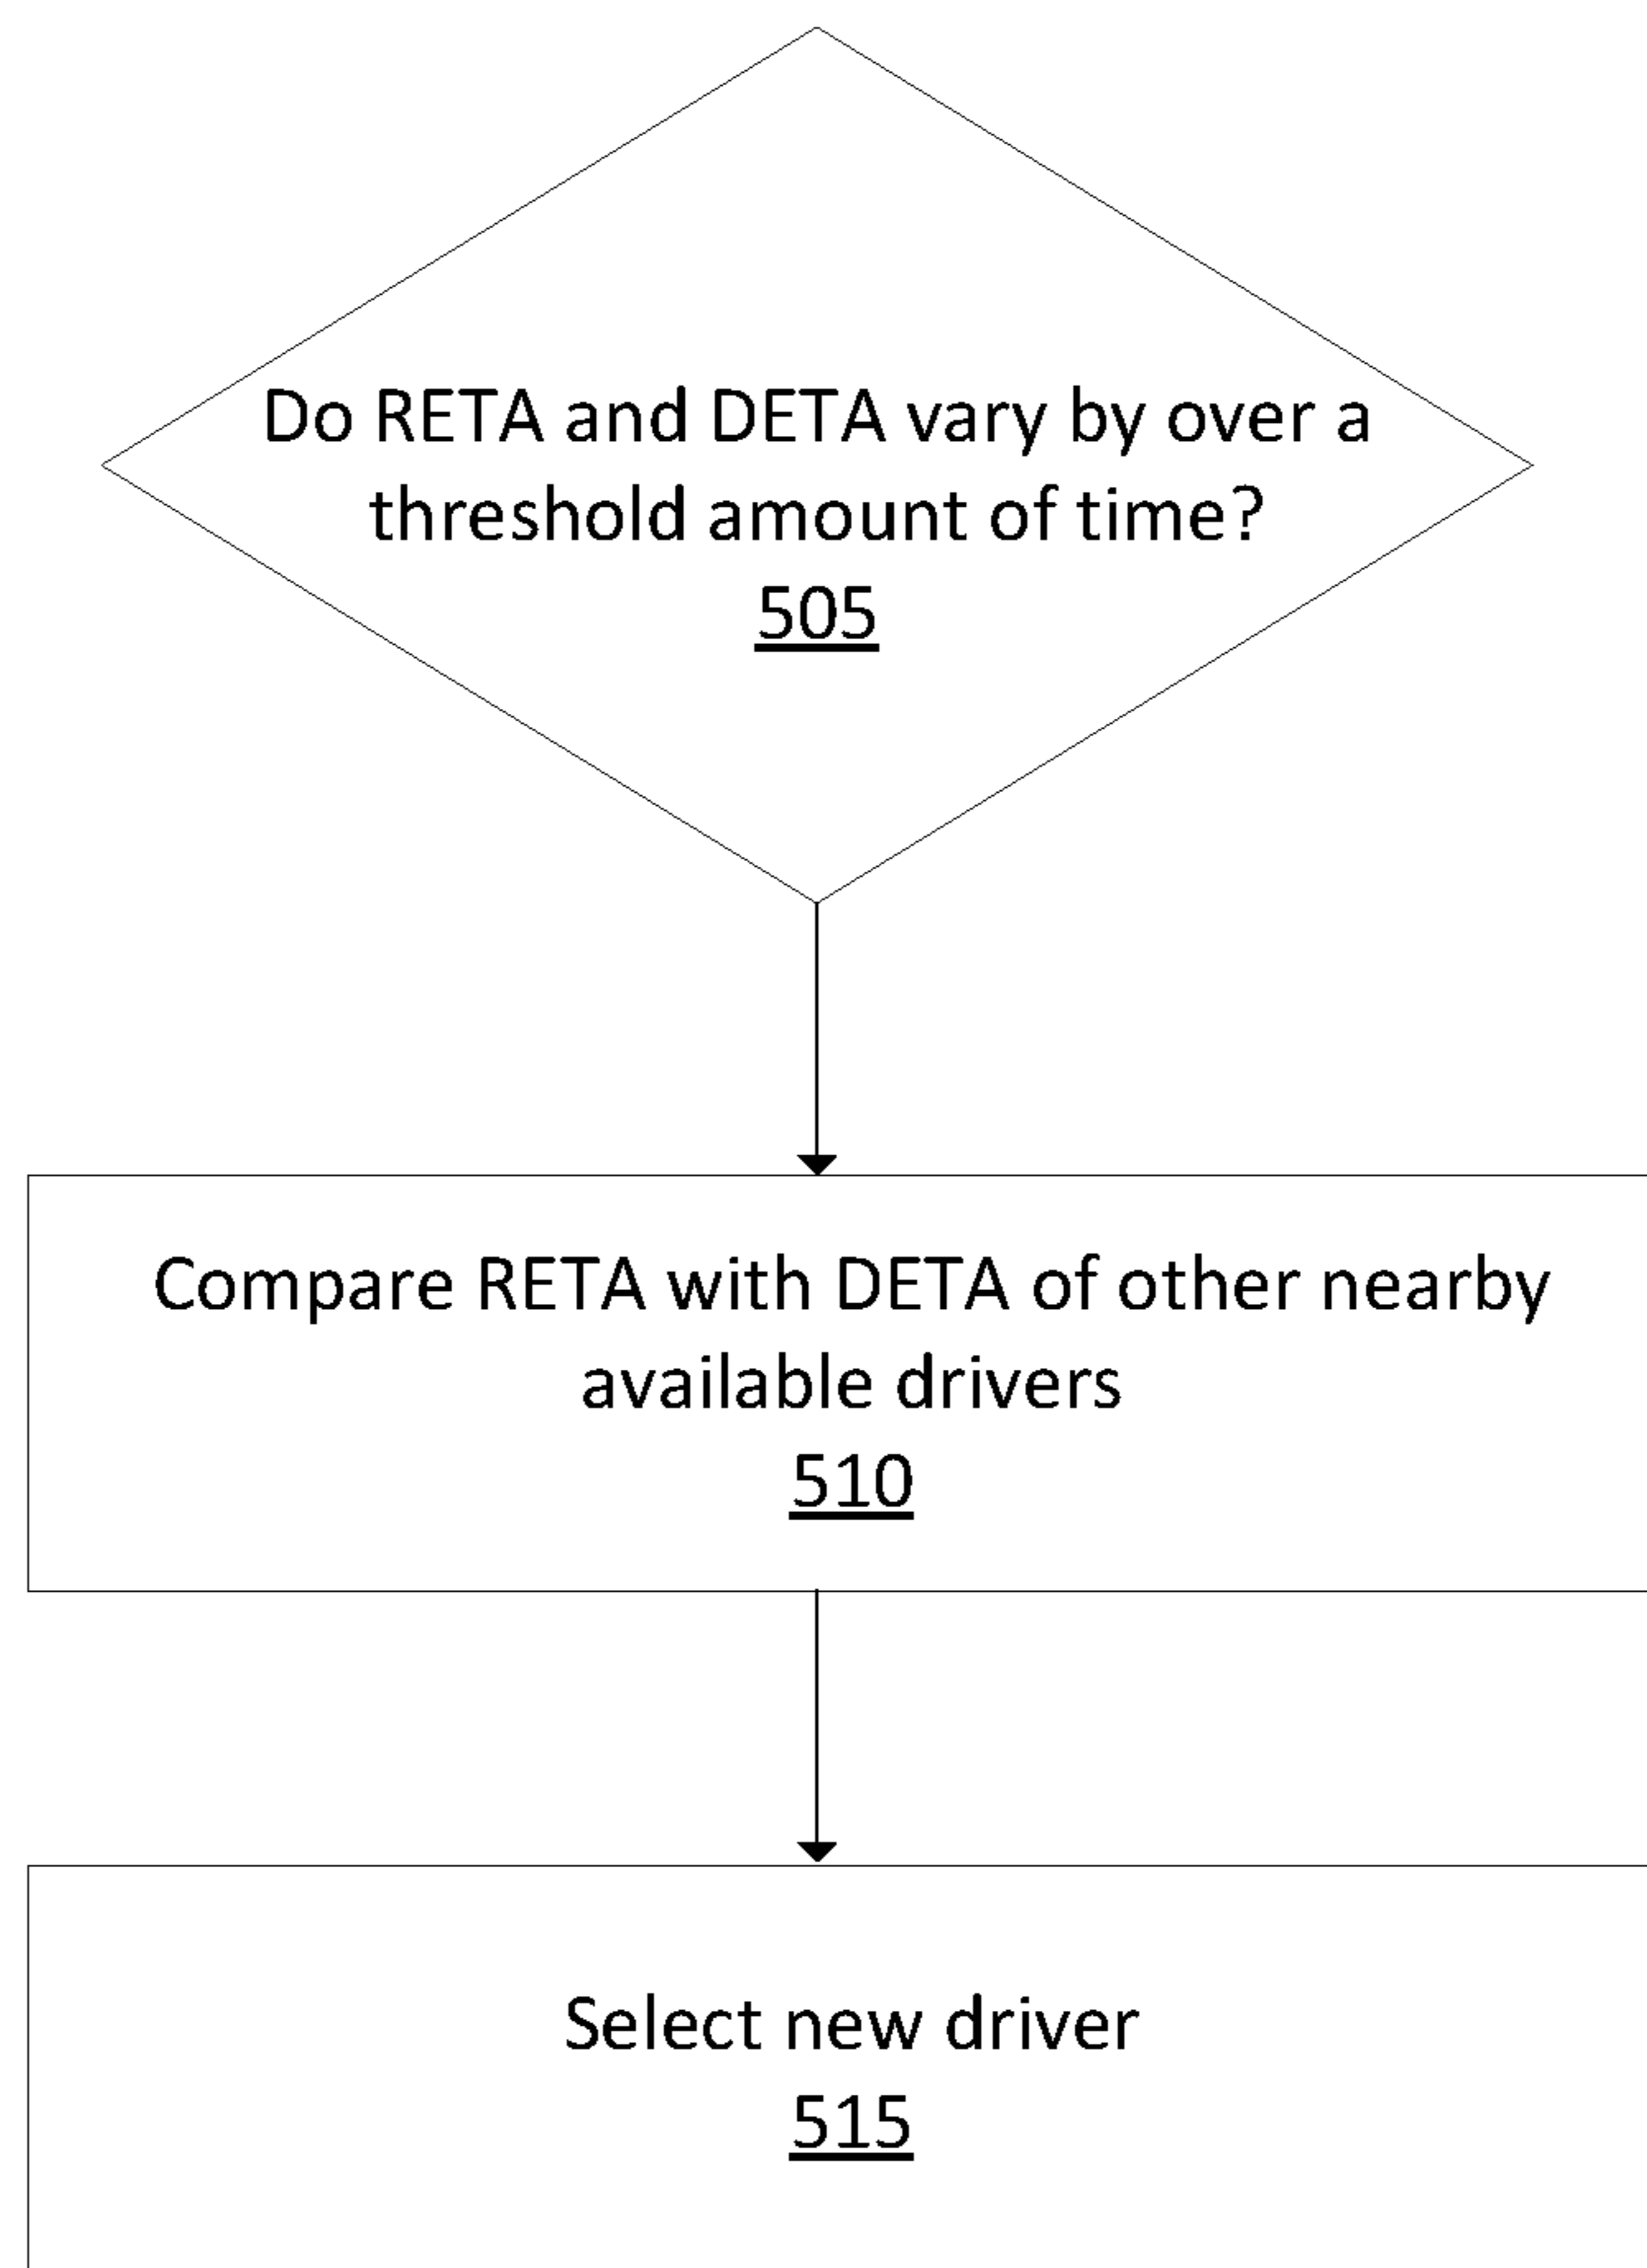 Do RETA and DETA vary by over a
threshold amount of time?
505
Compare RETA with DETA of other nearby
available drivers
510
Select new driver
515